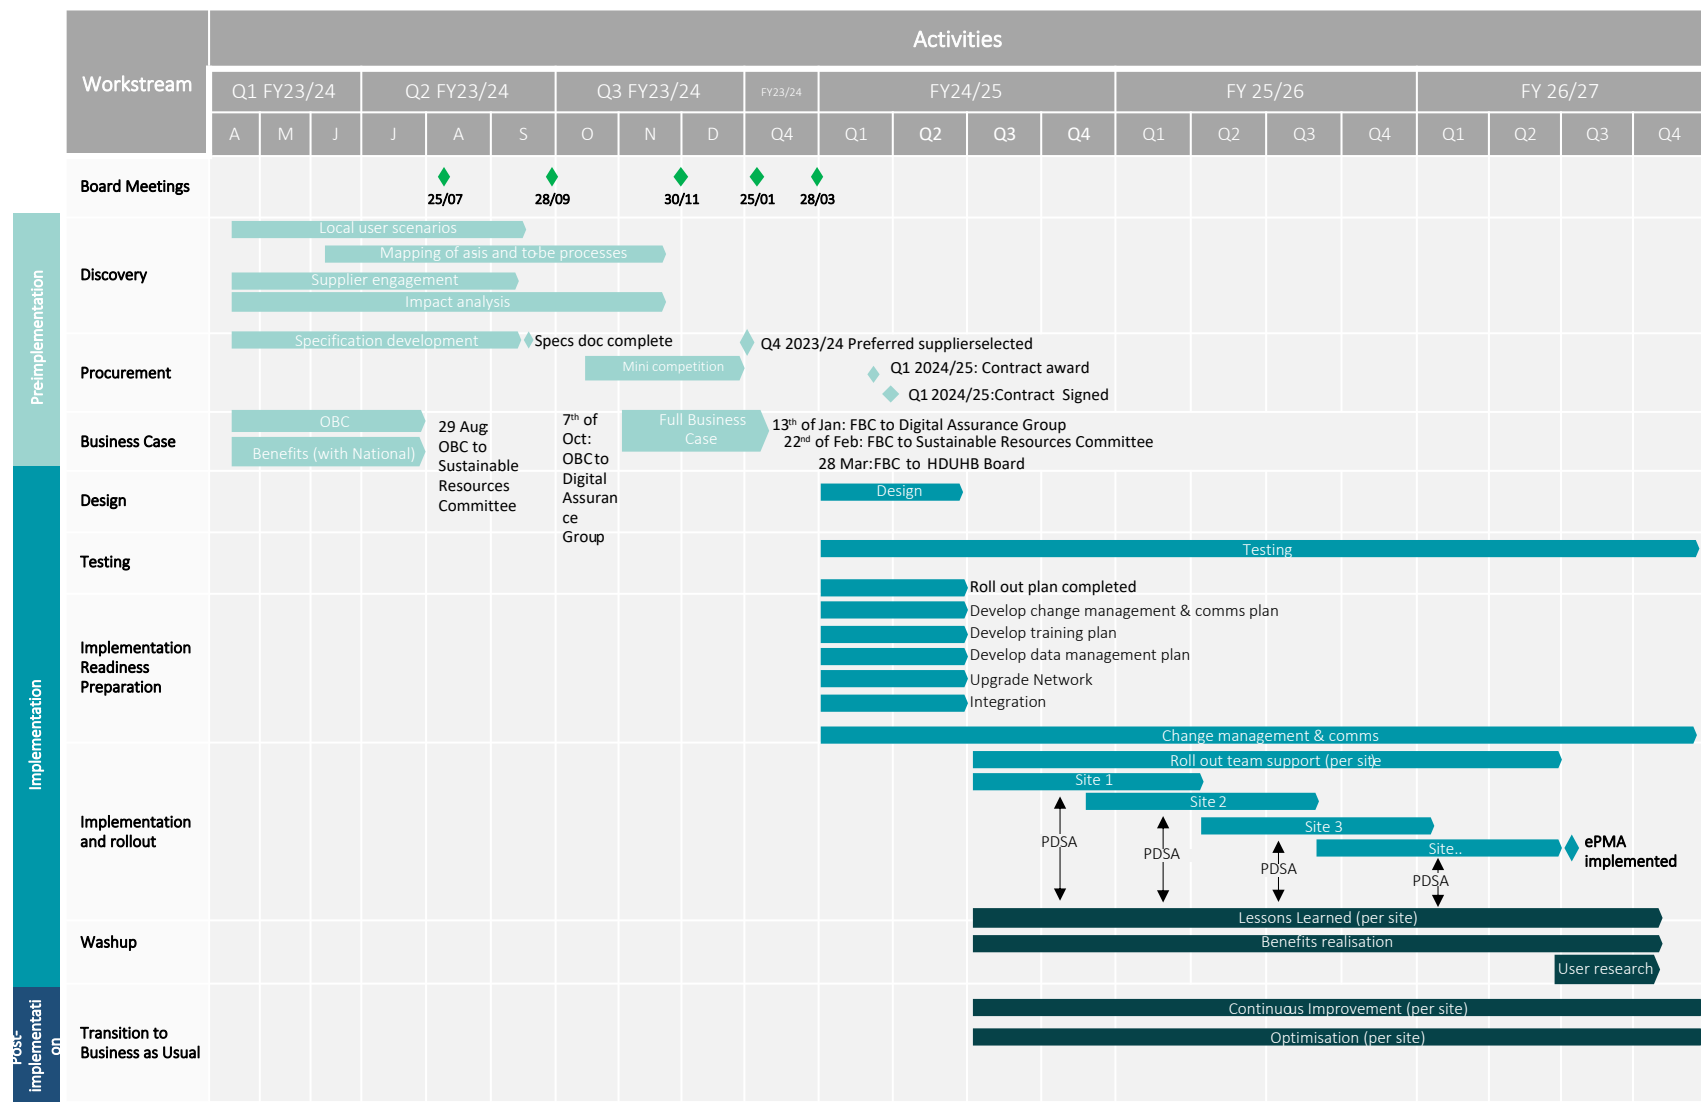 Activities
Workstream
Q1 FY23/24
Q2 FY23/24
Q3 FY23/24
FY23/24
FY24/25
FY 25/26
FY 26/27
A
M
J
J
A
S
O
N
D
Q4
Q1
Q2
Q3
Q4
Q1
Q2
Q3
Q4
Q1
Q2
Q3
Q4
Board Meetings
25/07
28/09
30/11
25/01
28/03
Pre-implementation
Discovery
Local user scenarios
Mapping of asis and to-be processes
Supplier engagement
Impact analysis
Procurement
Specification development
Specs doc complete
Q4 2023/24 Preferred supplierselected
Mini competition
Q1 2024/25: Contract award
Q1 2024/25:Contract Signed
Business Case
OBC
Benefits (with National)
29 Aug:
OBC to
Sustainable
Resources
Committee
7th of
Oct:
OBC to
Digital
Assuran
ce
Group
Full Business
Case
13th of Jan: FBC to Digital Assurance Group
22nd of Feb: FBC to Sustainable Resources Committee
28 Mar:FBC to HDUHB Board
Implementation
Design
Design
Testing
Testing
Implementation
Readiness
Preparation
Roll out plan completed
Develop change management & comms plan
Develop training plan
Develop data management plan
Upgrade Network
Integration
Change management & comms
Implementation
and rollout
Roll out team support (per site)
Site 1
Site 2
Site 3
Site..
PDSA
PDSA
PDSA
PDSA
ePMA
implemented
Washup
Lessons Learned (per site)
Benefits realisation
User research
Post-
implementati
on
Transition to
Business as Usual
Continuous Improvement (per site)
Optimisation (per site)